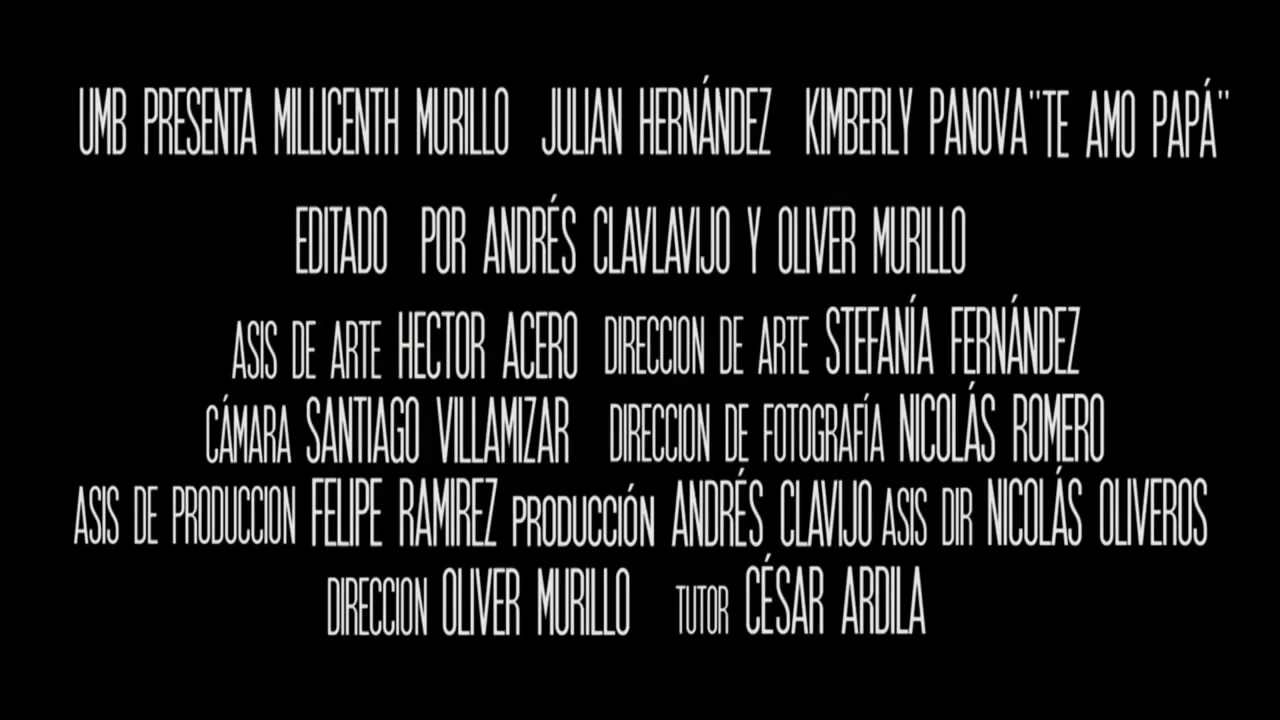 UMB PRESENTA MILLICENTH MURILLO JULIAN HERNÁNDEZ KIMBERLY PANOVA "TE AMO PAPÁ"
EDITADO POR ANDRÉS CLAVLAVIJO Y OLIVER MURILLO
ASIS DE ARTE HECTOR ACERO DIRECCION DE ARTE STEFANÍA FERNÁNDEZ
CÁMARA SANTIAGO VILLAMIZAR DIRECCION DE FOTOGRAFÍA NICOLÁS ROMERO
ASIS DE PRODUCCION FELIPE RAMIREZ PRODUCCIÓN ANDRÉS CLAVIJO ASIS DIR NICOLÁS OLIVEROS
DIRECCION OLIVER MURILLO TUTOR CÉSAR ARDILA